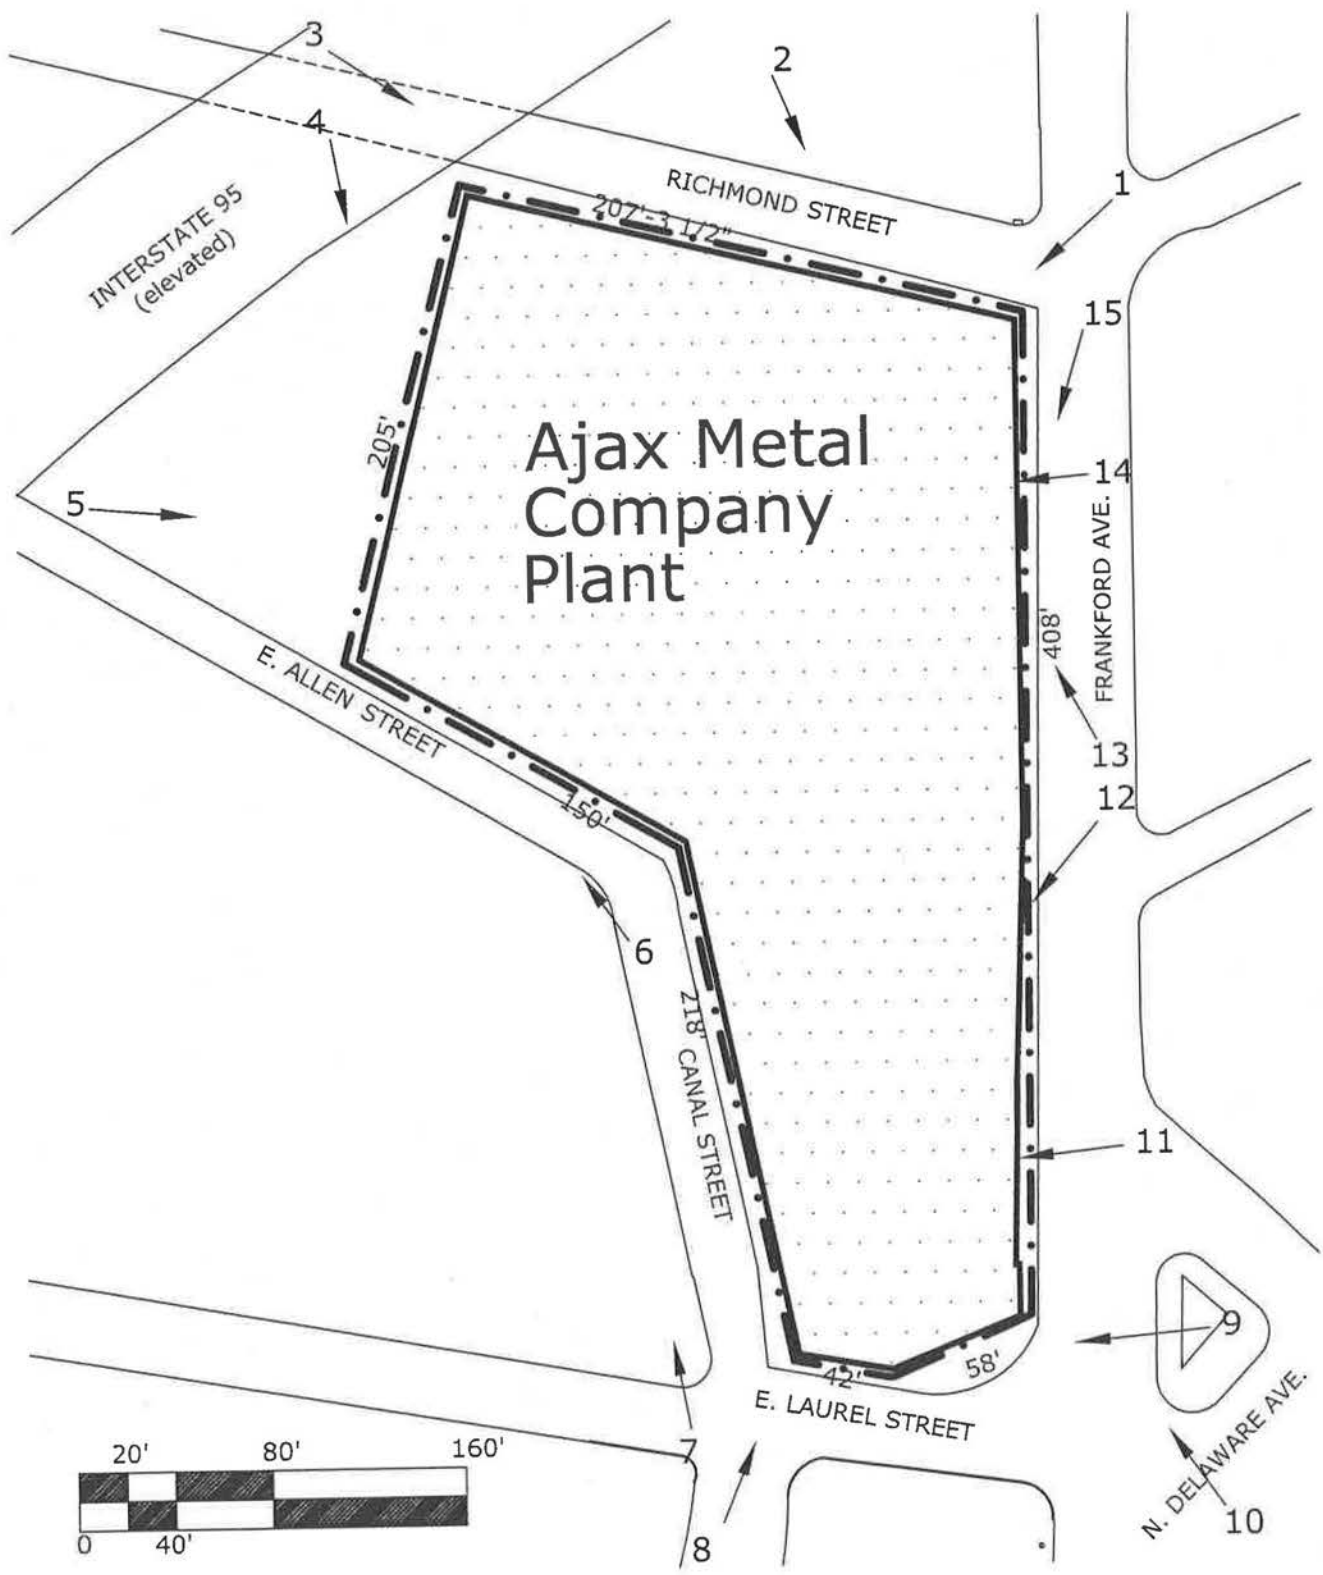 3
2
4
1
RICHMOND STREET
207'-3 1/2"
INTERSTATE 95
(elevated)
15
205'
Ajax Metal
Company
Plant
14
5
FRANKFORD AVE.
408'
E. ALLEN STREET
13
12
150'
6
218'
CANAL STREET
11
9
58'
42'
E. LAUREL STREET
N. DELAWARE AVE.
7
8
10
20' 80' 160'
0 40'